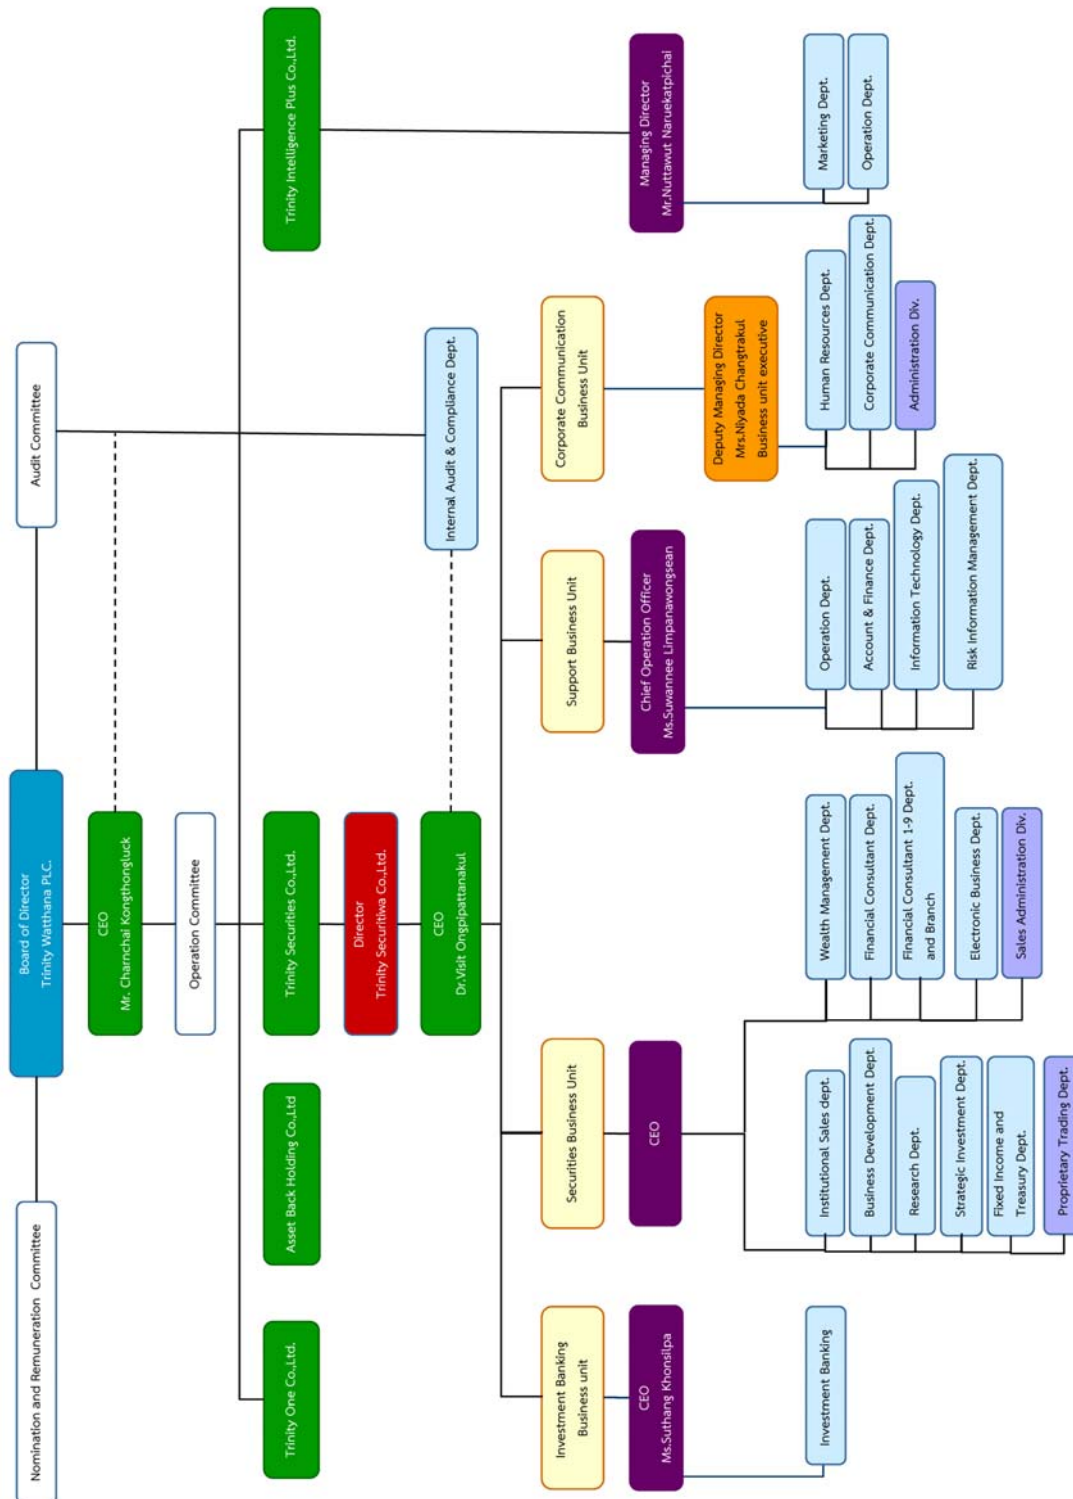 Board of Director
Trinity Watthana PLC.
Nomination and Remuneration Committee
Audit Committee
CEO
Mr. Charnchai Kongthongluck
Operation Committee
Trinity One Co.,Ltd.
Asset Back Holding Co.,Ltd
Trinity Securities Co.,Ltd.
Trinity Intelligence Plus Co.,Ltd.
Director
Trinity Securitiwa Co.,Ltd.
CEO
Dr.Visit Ongpipattanakul
Internal Audit & Compliance Dept.
Investment Banking
Business unit
Securities Business Unit
Support Business Unit
Corporate Communication
Business Unit
CEO
Ms.Suthang Khonsilpa
CEO
Chief Operation Officer
Ms.Suwannee Limpanawongsean
Managing Director
Mr.Nuttawut Naruekatpichai
Deputy Managing Director
Mrs.Niyada Changtrakul
Business unit executive
Investment Banking
Institutional Sales dept.
Business Development Dept.
Research Dept.
Strategic Investment Dept.
Fixed Income and
Treasury Dept.
Proprietary Trading Dept.
Wealth Management Dept.
Financial Consultant Dept.
Financial Consultant 1-9 Dept.
and Branch
Electronic Business Dept.
Sales Administration Div.
Operation Dept.
Account & Finance Dept.
Information Technology Dept.
Risk Information Management Dept.
Human Resources Dept.
Corporate Communication Dept.
Administration Div.
Marketing Dept.
Operation Dept.